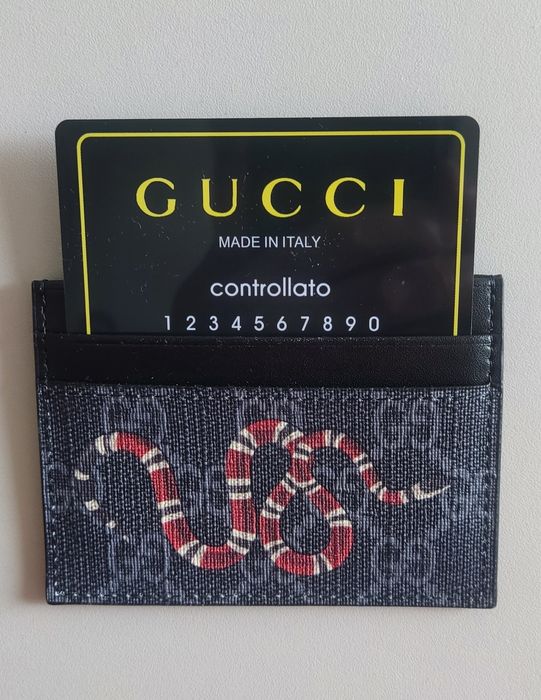 GUCCI
MADE IN ITALY
controllato
1 2 3 4 5 6 7 8 9 0